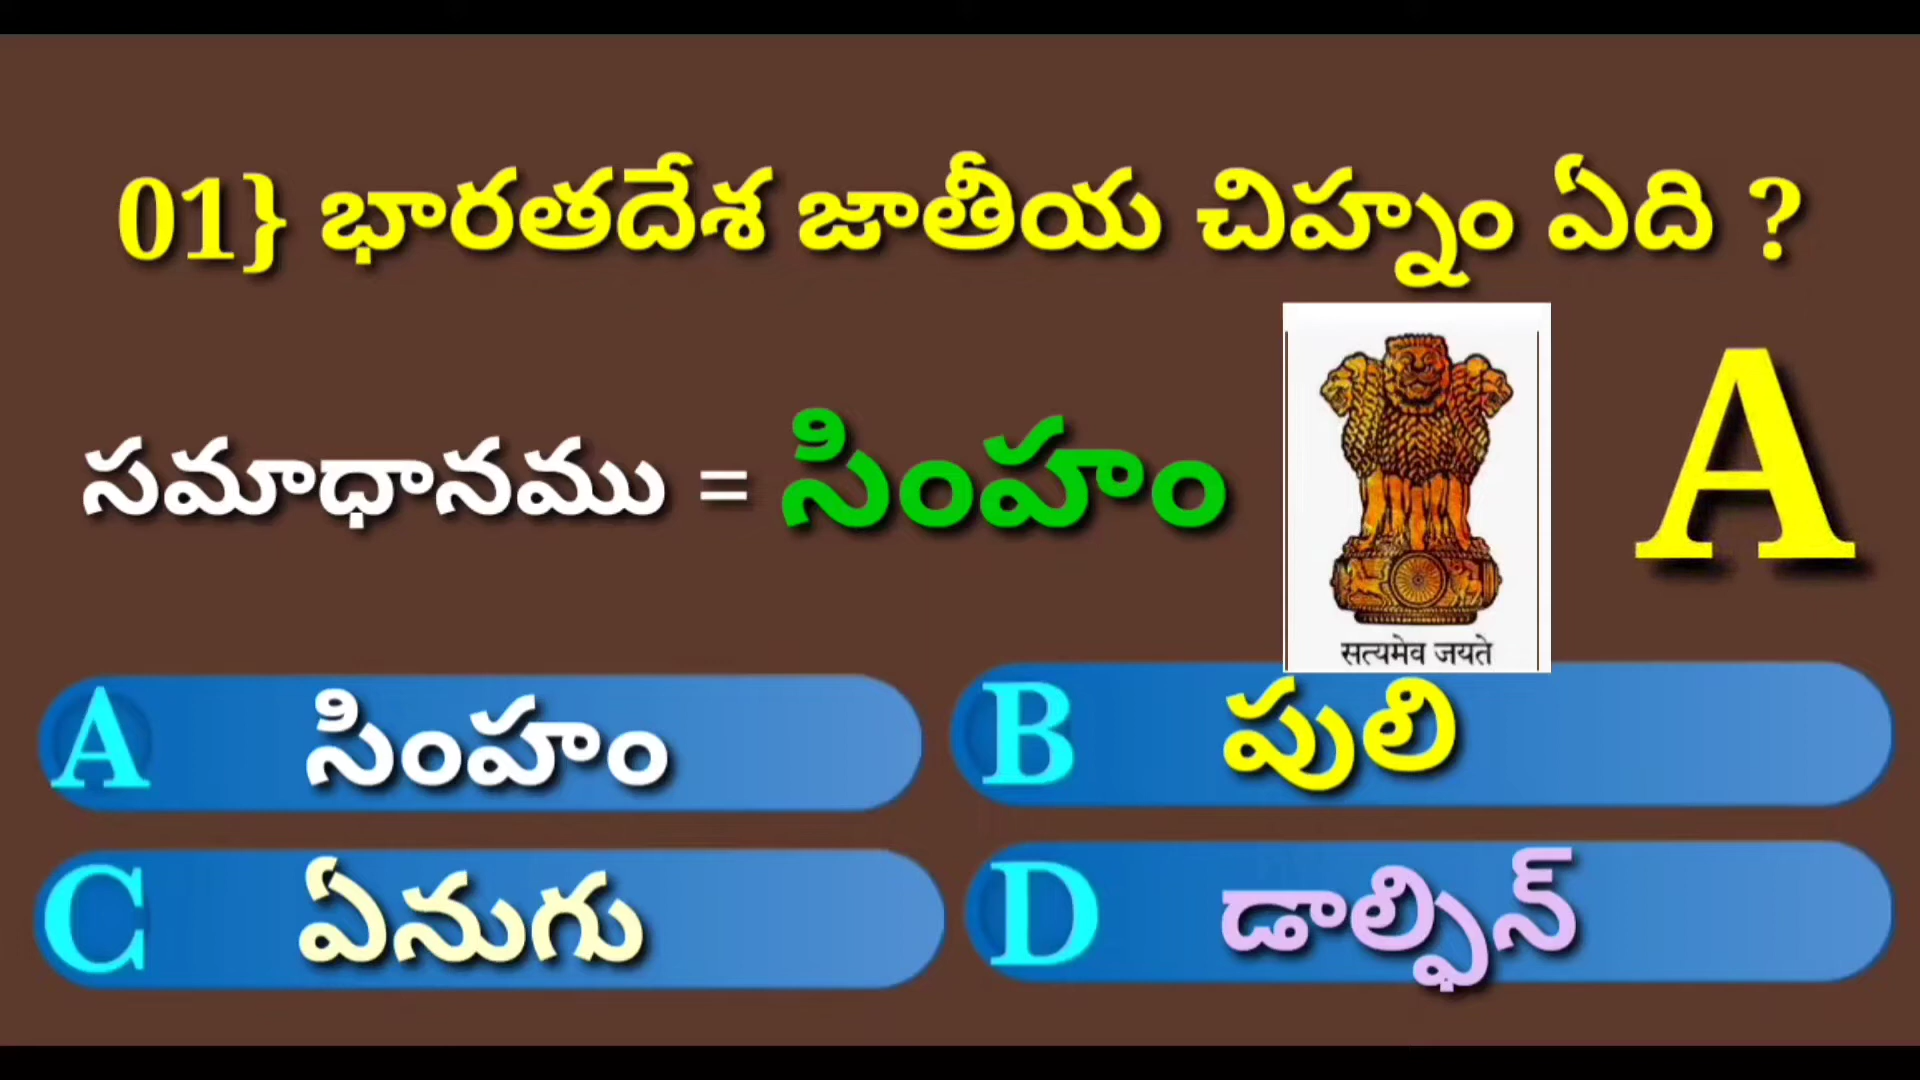 01} భారతదేశ జాతీయ చిహ్నం ఏది ?
సమాధానము = సింహం
A
सत्यमेव जयते
A సింహం
B పులి
C ఏనుగు
D డాల్ఫిన్